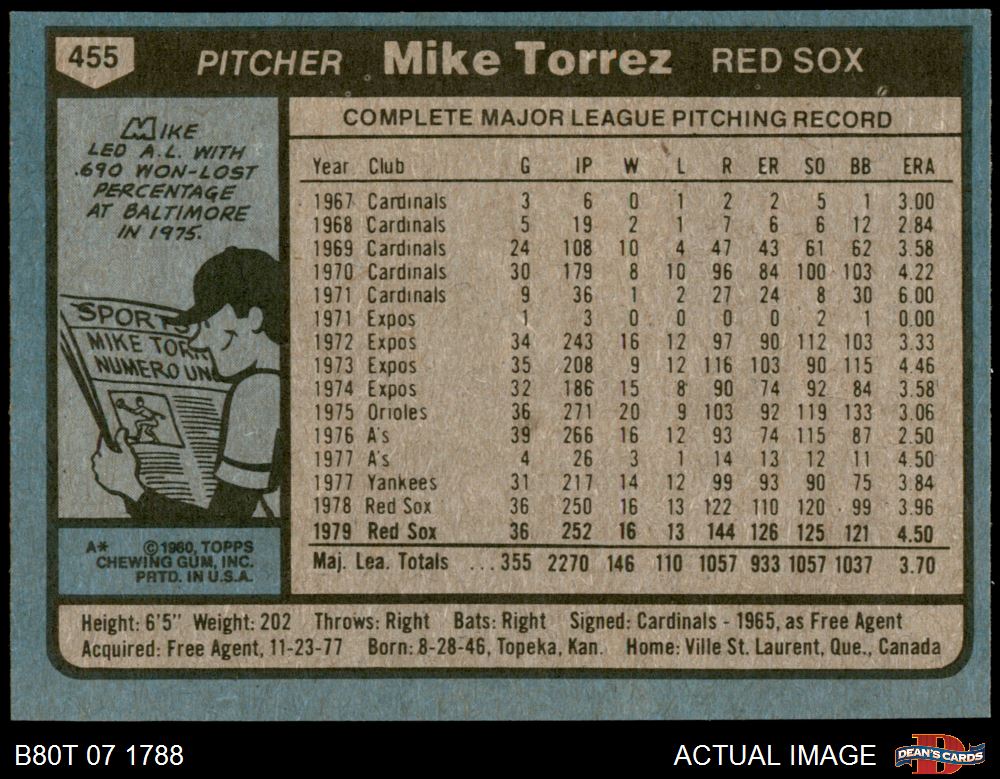 455 PITCHER Mike Torrez RED SOX
MIKE
LED A.L. WITH
.690 WON-LOST
PERCENTAGE
AT BALTIMORE
IN 1975.
SPORTS
MIKE TORR
NUMERO UN
A* ©1980, TOPPS
CHEWING GUM, INC.
PRTD. IN U.S.A.
COMPLETE MAJOR LEAGUE PITCHING RECORD
Year Club G IP W L R ER SO BB ERA
1967 Cardinals 3 6 0 1 2 2 5 1 3.00
1968 Cardinals 5 19 2 1 7 6 6 12 2.84
1969 Cardinals 24 108 10 4 47 43 61 62 3.58
1970 Cardinals 30 179 8 10 96 84 100 103 4.22
1971 Cardinals 9 36 1 2 27 24 8 30 6.00
1971 Expos 1 3 0 0 0 0 2 1 0.00
1972 Expos 34 243 16 12 97 90 112 103 3.33
1973 Expos 35 208 9 12 116 103 90 115 4.46
1974 Expos 32 186 15 8 90 74 92 84 3.58
1975 Orioles 36 271 20 9 103 92 119 133 3.06
1976 A's 39 266 16 12 93 74 115 87 2.50
1977 A's 4 26 3 1 14 13 12 11 4.50
1977 Yankees 31 217 14 12 99 93 90 75 3.84
1978 Red Sox 36 250 16 13 122 110 120 99 3.96
1979 Red Sox 36 252 16 13 144 126 125 121 4.50
Maj. Lea. Totals ... 355 2270 146 110 1057 933 1057 1037 3.70
Height: 6'5" Weight: 202 Throws: Right Bats: Right Signed: Cardinals - 1965, as Free Agent
Acquired: Free Agent, 11-23-77 Born: 8-28-46, Topeka, Kan. Home: Ville St. Laurent, Que., Canada
B80T 07 1788 ACTUAL IMAGE D DEAN'S CARDS